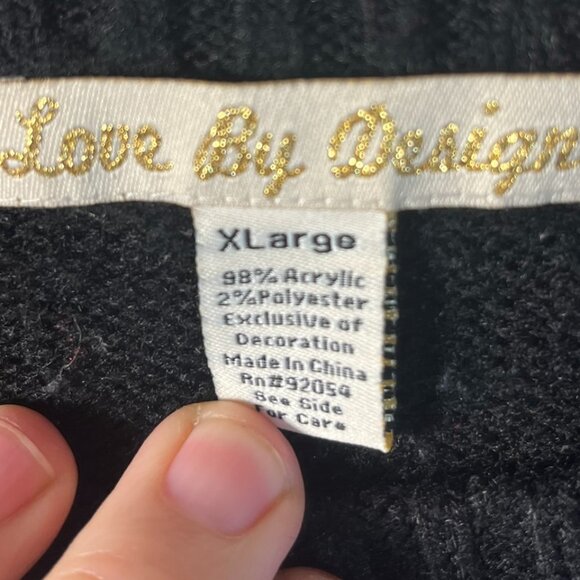 Love By Design
XLarge
98% Acrylic
2% Polyester
Exclusive of
Decoration
Made In China
Rn#92054
See Side
For Care